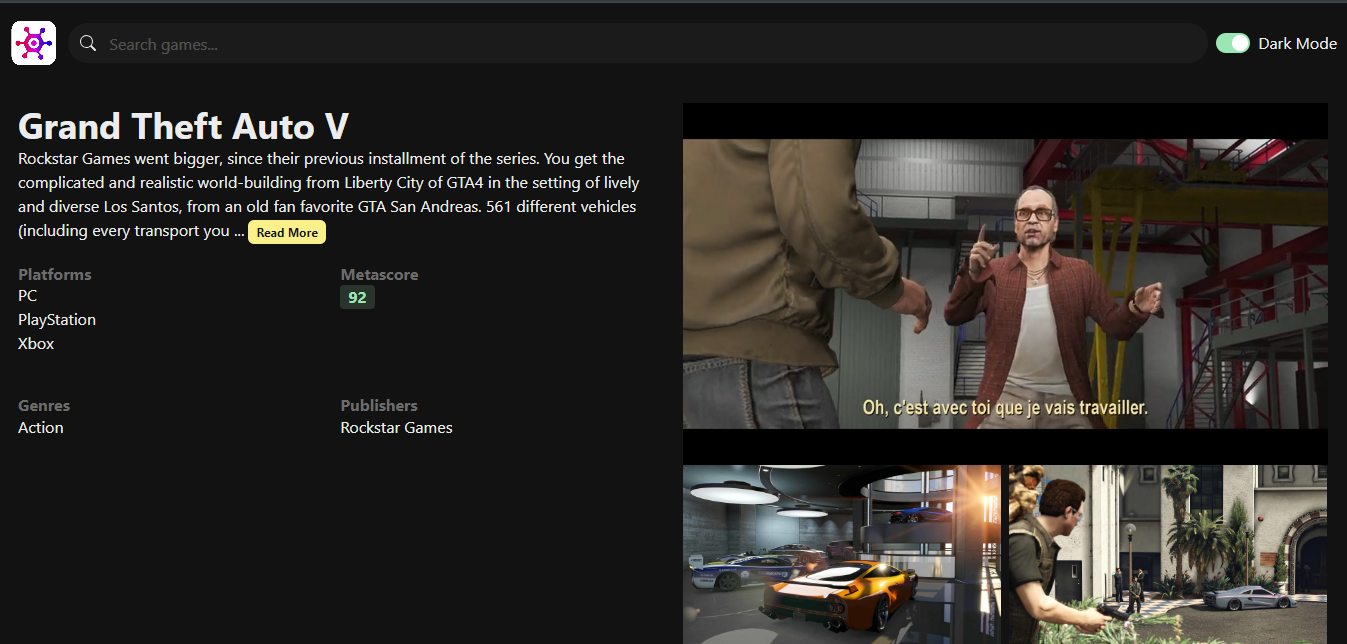 Search games...
Dark Mode
Grand Theft Auto V
Rockstar Games went bigger, since their previous installment of the series. You get the
complicated and realistic world-building from Liberty City of GTA4 in the setting of lively
and diverse Los Santos, from an old fan favorite GTA San Andreas. 561 different vehicles
(including every transport you ... Read More
Platforms
PC
PlayStation
Xbox
Metascore
92
Genres
Action
Publishers
Rockstar Games
Oh, c'est avec toi que je vais travailler.